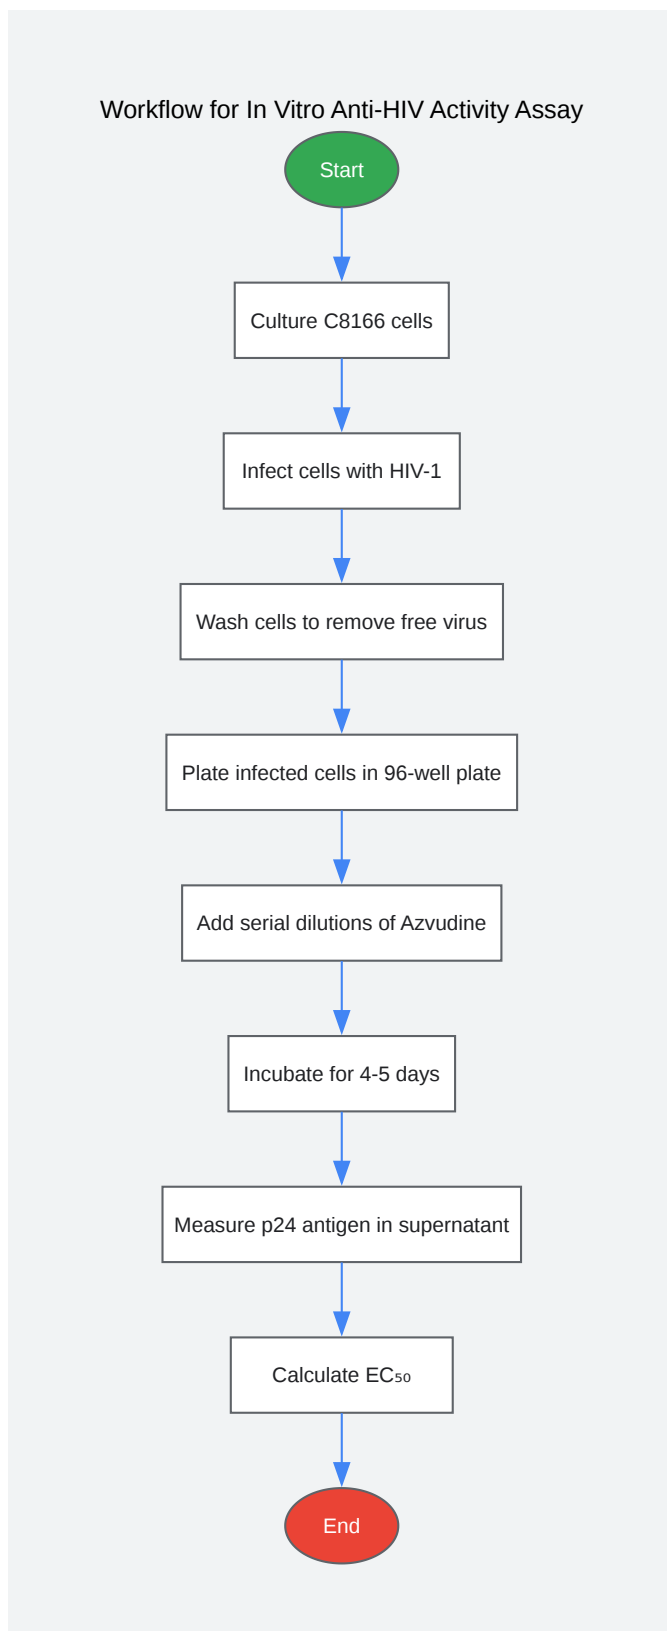 Workflow for In Vitro Anti-HIV Activity Assay
Start
Culture C8166 cells
Infect cells with HIV-1
Wash cells to remove free virus
Plate infected cells in 96-well plate
Add serial dilutions of Azvudine
Incubate for 4-5 days
Measure p24 antigen in supernatant
Calculate EC₅₀
End